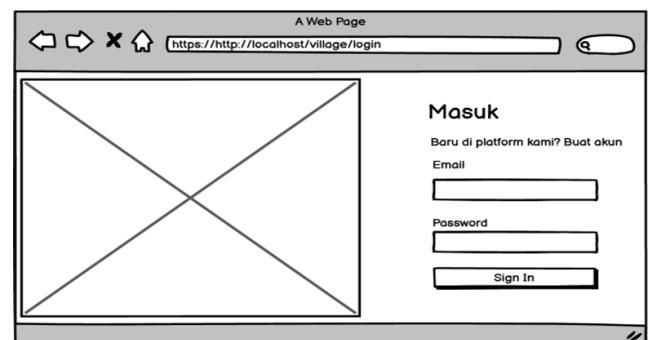 A Web Page
https://http://localhost/village/login
Masuk
Baru di platform kami? Buat akun
Email
Password
Sign In